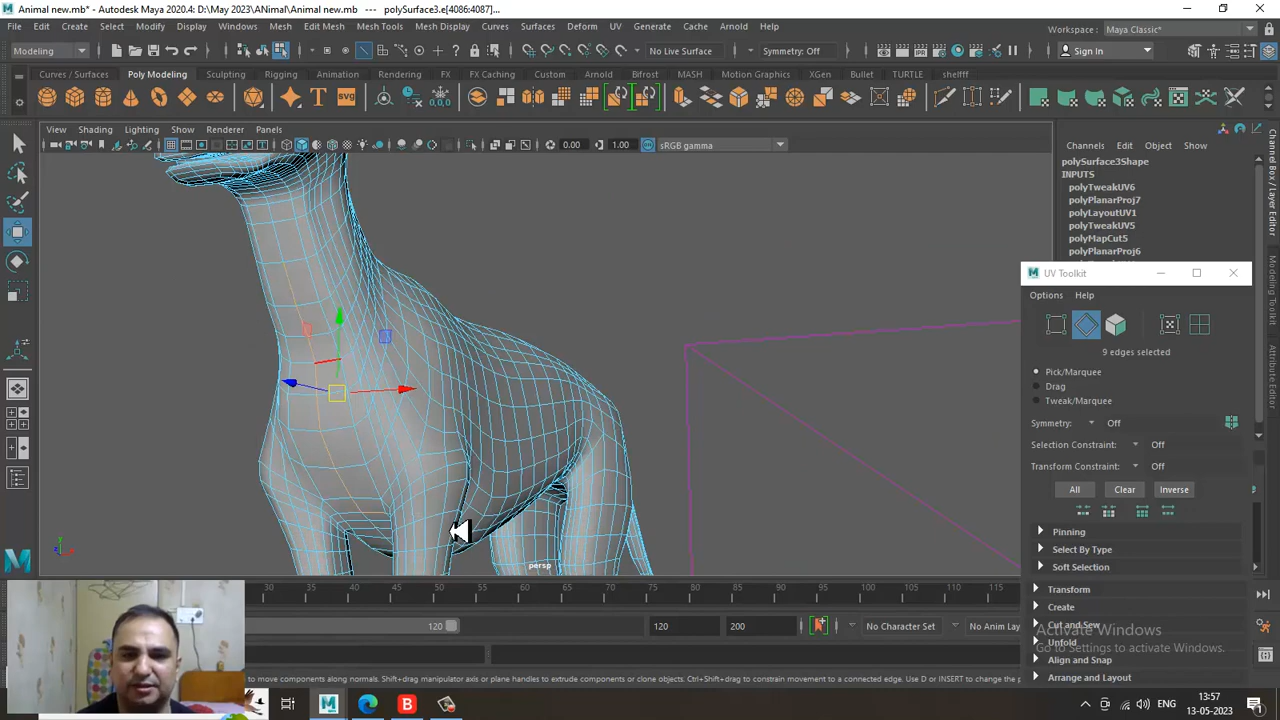 Animal new.mb* - Autodesk Maya 2020.4: D:\May 2023\ANimal\Animal new.mb   ---   polySurface3.e[4086:4087]...
File Edit Create Select Modify Display Windows Mesh Edit Mesh Mesh Tools Mesh Display Curves Surfaces Deform UV Generate Cache Arnold Help
Workspace: Maya Classic*
Modeling
No Live Surface
Symmetry: Off
Sign In
Curves / Surfaces Poly Modeling Sculpting Rigging Animation Rendering FX FX Caching Custom Arnold Bifrost MASH Motion Graphics XGen Bullet TURTLE shelfff
View Shading Lighting Show Renderer Panels
0.00 1.00 sRGB gamma
Channels Edit Object Show
polySurface3Shape
INPUTS
polyTweakUV6
polyPlanarProj7
polyLayoutUV1
polyTweakUV5
polyMapCut5
polyPlanarProj6
Channel Box / Layer Editor
Modeling Toolkit
Attribute Editor
UV Toolkit
Options Help
9 edges selected
Pick/Marquee
Drag
Tweak/Marquee
Symmetry: Off
Selection Constraint: Off
Transform Constraint: Off
All Clear Inverse
Pinning
Select By Type
Soft Selection
Transform
Create
Cut and Sew
Unfold
Align and Snap
Arrange and Layout
Activate Windows
Go to Settings to activate Windows.
persp
30 35 40 45 50 55 60 65 70 75 80 85 90 95 100 105 110 115
120 120 200 No Character Set No Anim Lay
to move components along normals. Shift+drag manipulator axis or plane handles to extrude components or clone objects. Ctrl+Shift+drag to constrain movement to a connected edge. Use D or INSERT to change the p
ENG
13:57
13-05-2023